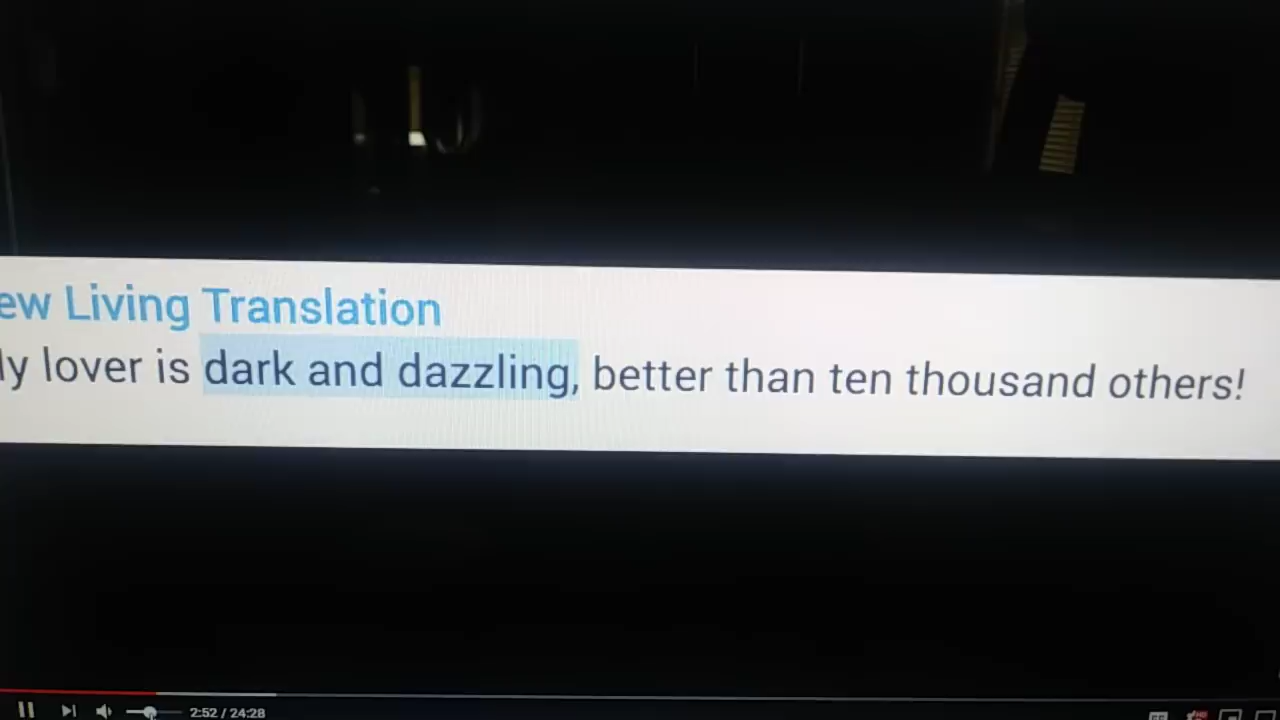 ew Living Translation
ly lover is dark and dazzling, better than ten thousand others!
2:52 / 24:28